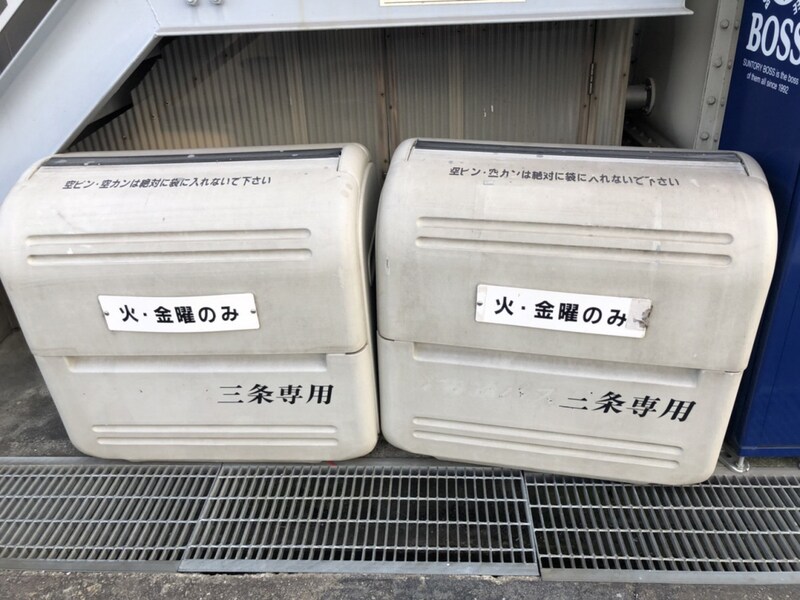 BOSS
SUNTORY BOSS is the boss
of them all since 1992
空ビン・空カンは絶対に袋に入れないで下さい
火・金曜のみ
三条専用
空ビン・空カンは絶対に袋に入れないで下さい
火・金曜のみ
三条専用